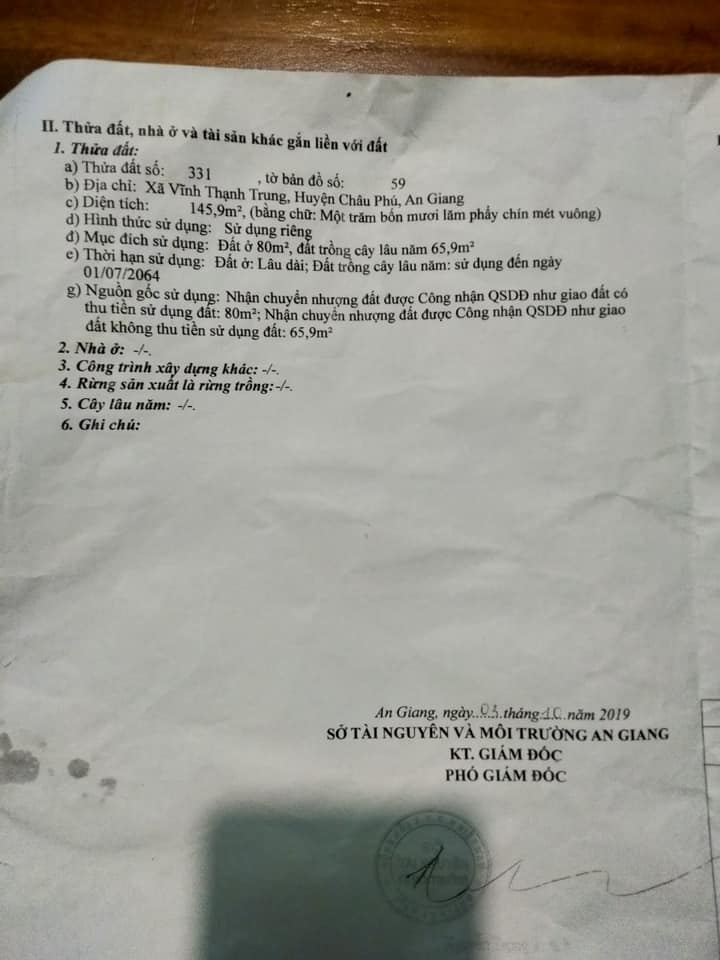 II. Thửa đất, nhà ở và tài sản khác gắn liền với đất
1. Thửa đất:
a) Thửa đất số: 331 , tờ bản đồ số: 59
b) Địa chỉ: Xã Vĩnh Thạnh Trung, Huyện Châu Phú, An Giang
c) Diện tích: 145,9m², (bằng chữ: Một trăm bốn mươi lăm phẩy chín mét vuông)
d) Hình thức sử dụng: Sử dụng riêng
đ) Mục đích sử dụng: Đất ở 80m², đất trồng cây lâu năm 65,9m²
e) Thời hạn sử dụng: Đất ở: Lâu dài; Đất trồng cây lâu năm: sử dụng đến ngày
01/07/2064
g) Nguồn gốc sử dụng: Nhận chuyển nhượng đất được Công nhận QSDĐ như giao đất có
thu tiền sử dụng đất: 80m²; Nhận chuyển nhượng đất được Công nhận QSDĐ như giao
đất không thu tiền sử dụng đất: 65,9m²
2. Nhà ở: -/-.
3. Công trình xây dựng khác: -/-.
4. Rừng sản xuất là rừng trồng:-/-.
5. Cây lâu năm: -/-.
6. Ghi chú:
An Giang, ngày..03.tháng.10..năm 2019
SỞ TÀI NGUYÊN VÀ MÔI TRƯỜNG AN GIANG
KT. GIÁM ĐỐC
PHÓ GIÁM ĐỐC